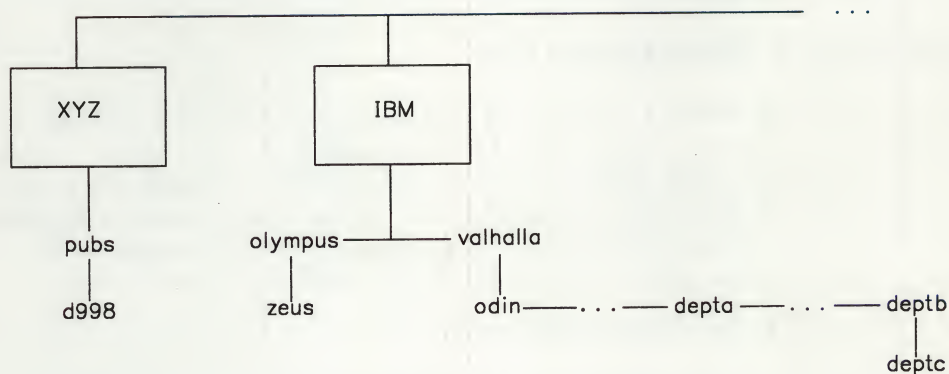 ...
XYZ IBM
pubs olympus valhalla
d998 zeus odin ... depta ... deptb
deptc